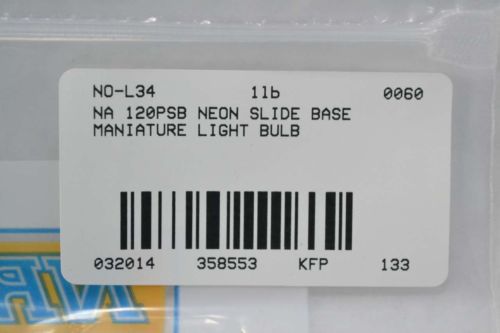 NO-L34 1lb 0060
NA 120PSB NEON SLIDE BASE
MANIATURE LIGHT BULB
032014 358553 KFP 133